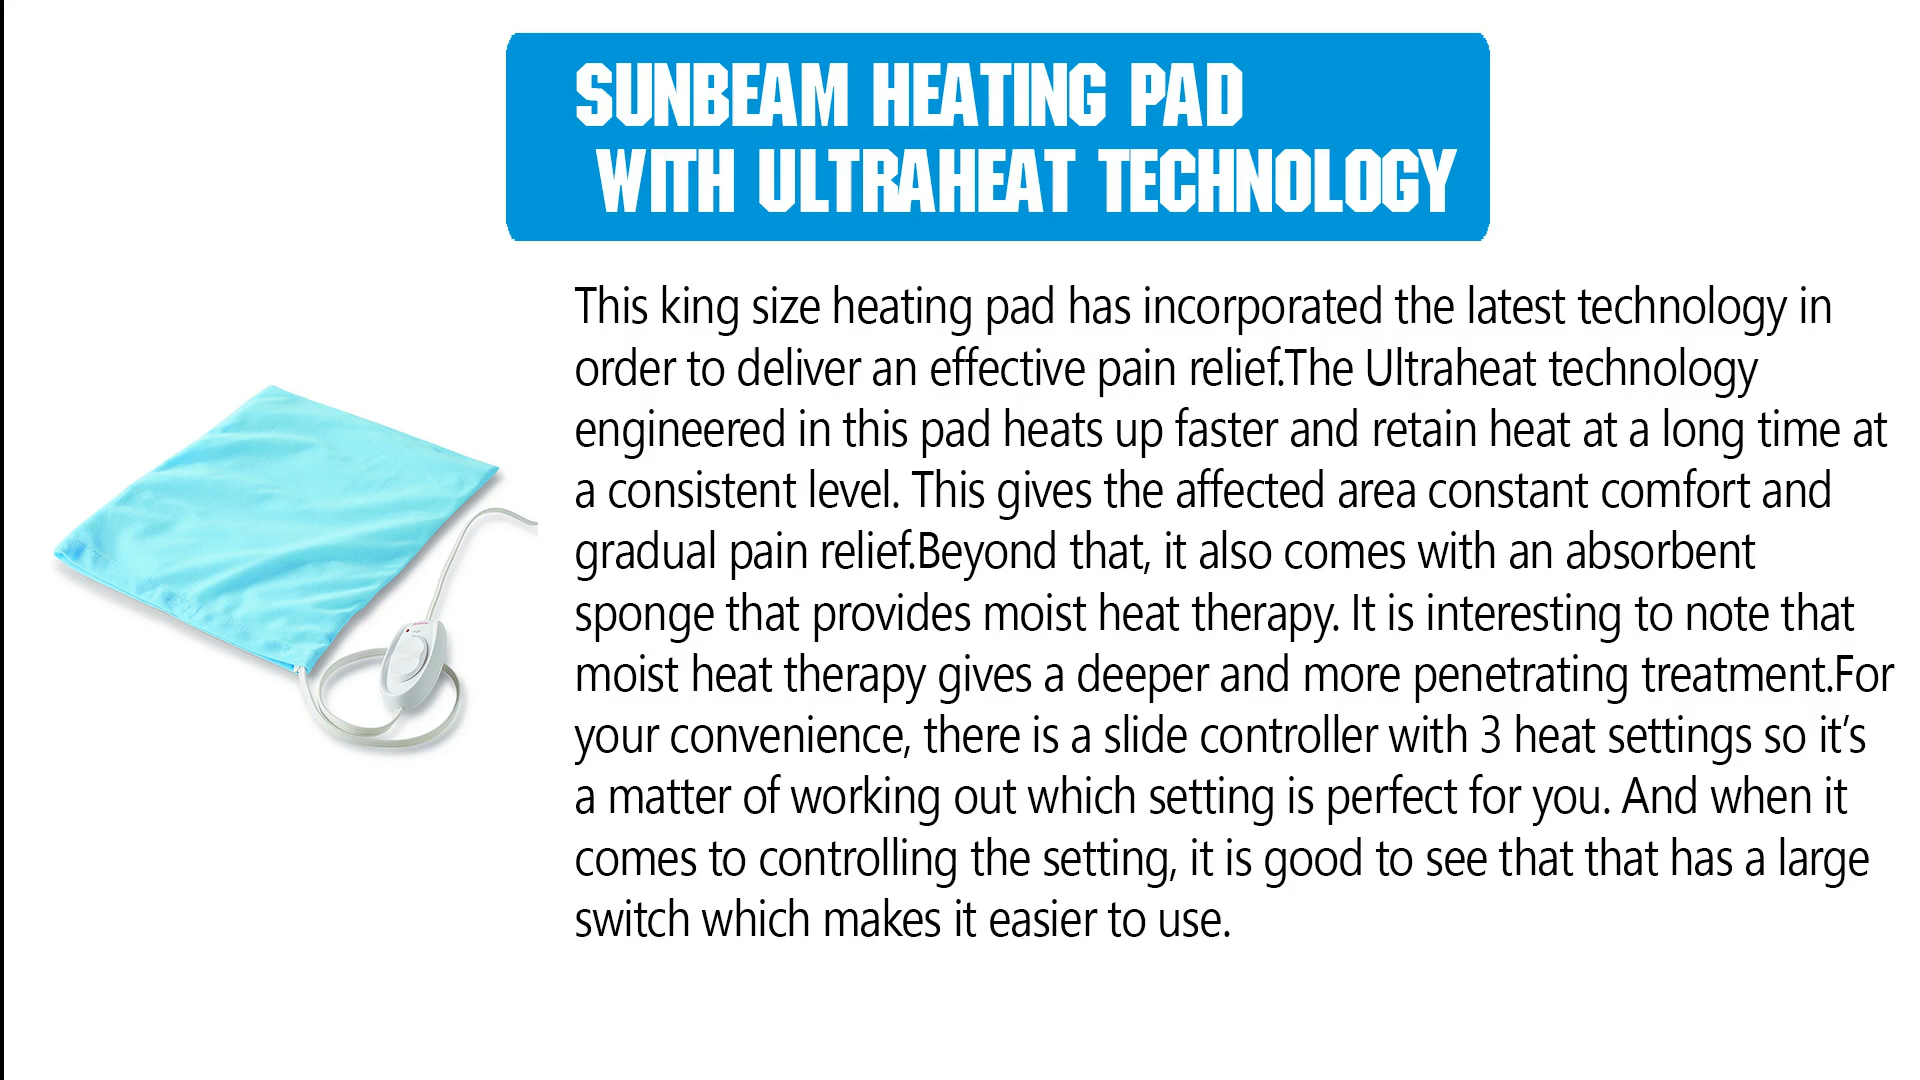 SUNBEAM HEATING PAD
WITH ULTRAHEAT TECHNOLOGY
This king size heating pad has incorporated the latest technology in
order to deliver an effective pain relief.The Ultraheat technology
engineered in this pad heats up faster and retain heat at a long time at
a consistent level. This gives the affected area constant comfort and
gradual pain relief.Beyond that, it also comes with an absorbent
sponge that provides moist heat therapy. It is interesting to note that
moist heat therapy gives a deeper and more penetrating treatment.For
your convenience, there is a slide controller with 3 heat settings so it’s
a matter of working out which setting is perfect for you. And when it
comes to controlling the setting, it is good to see that that has a large
switch which makes it easier to use.